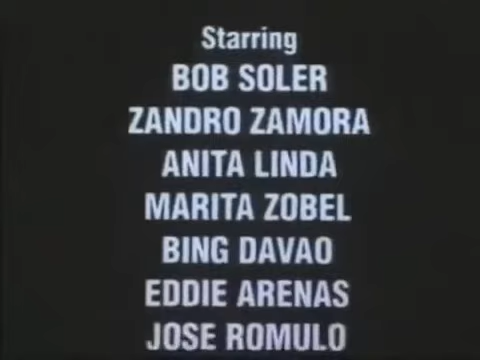 Starring
BOB SOLER
ZANDRO ZAMORA
ANITA LINDA
MARITA ZOBEL
BING DAVAO
EDDIE ARENAS
JOSE ROMULO